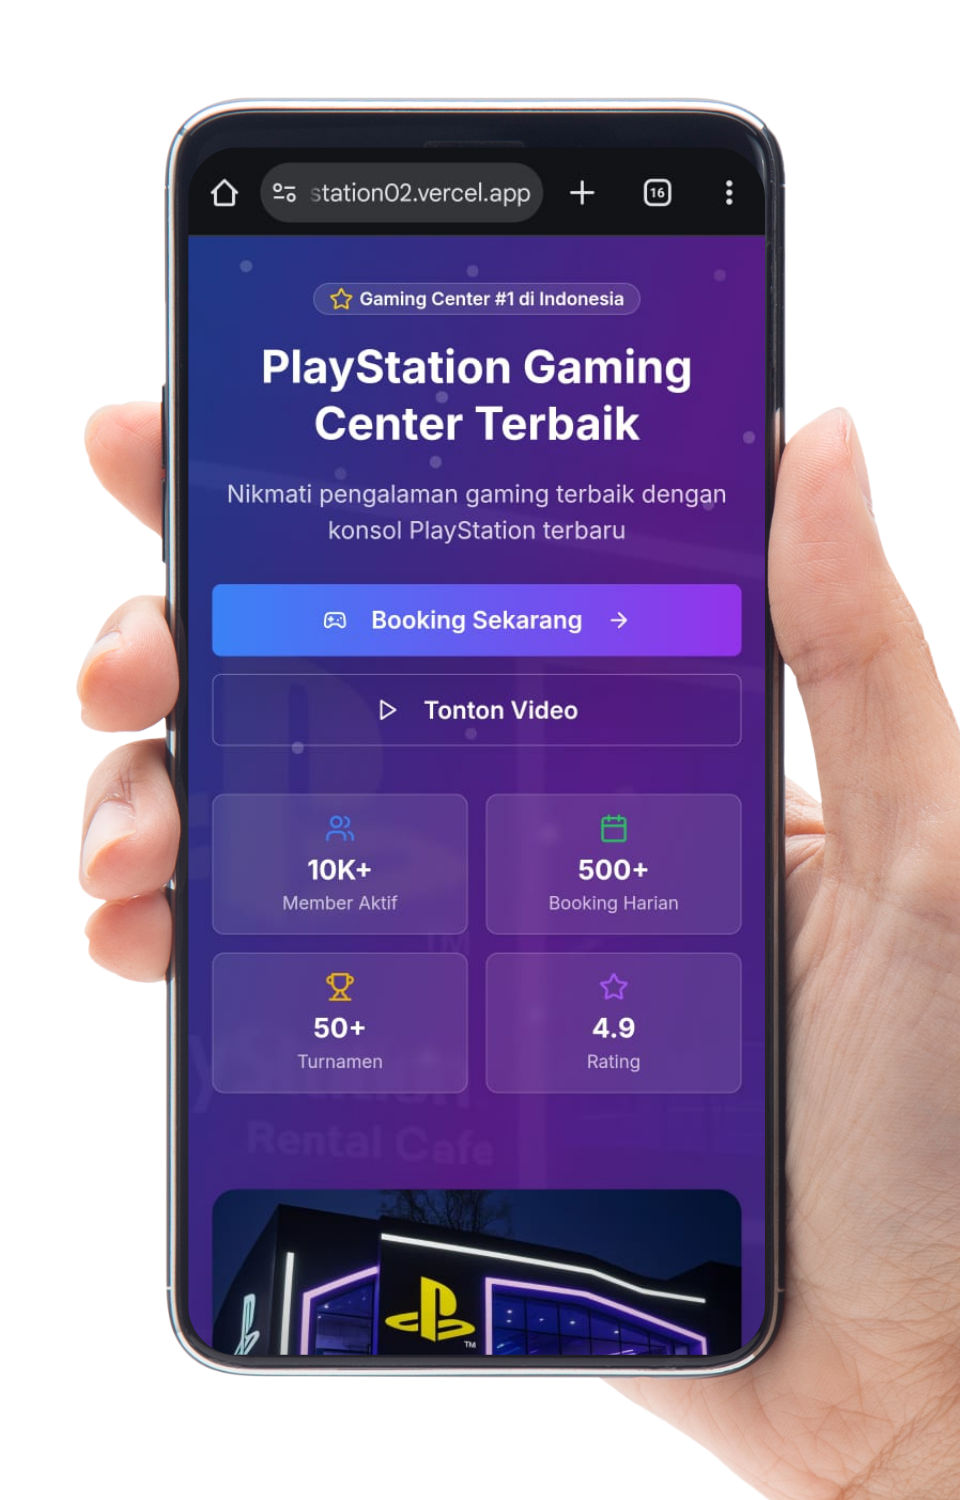 station02.vercel.app
16
Gaming Center #1 di Indonesia
PlayStation Gaming
Center Terbaik
Nikmati pengalaman gaming terbaik dengan
konsol PlayStation terbaru
Booking Sekarang
Tonton Video
10K+
Member Aktif
500+
Booking Harian
TM
50+
Turnamen
4.9
Rating
Rental Cafe
TM